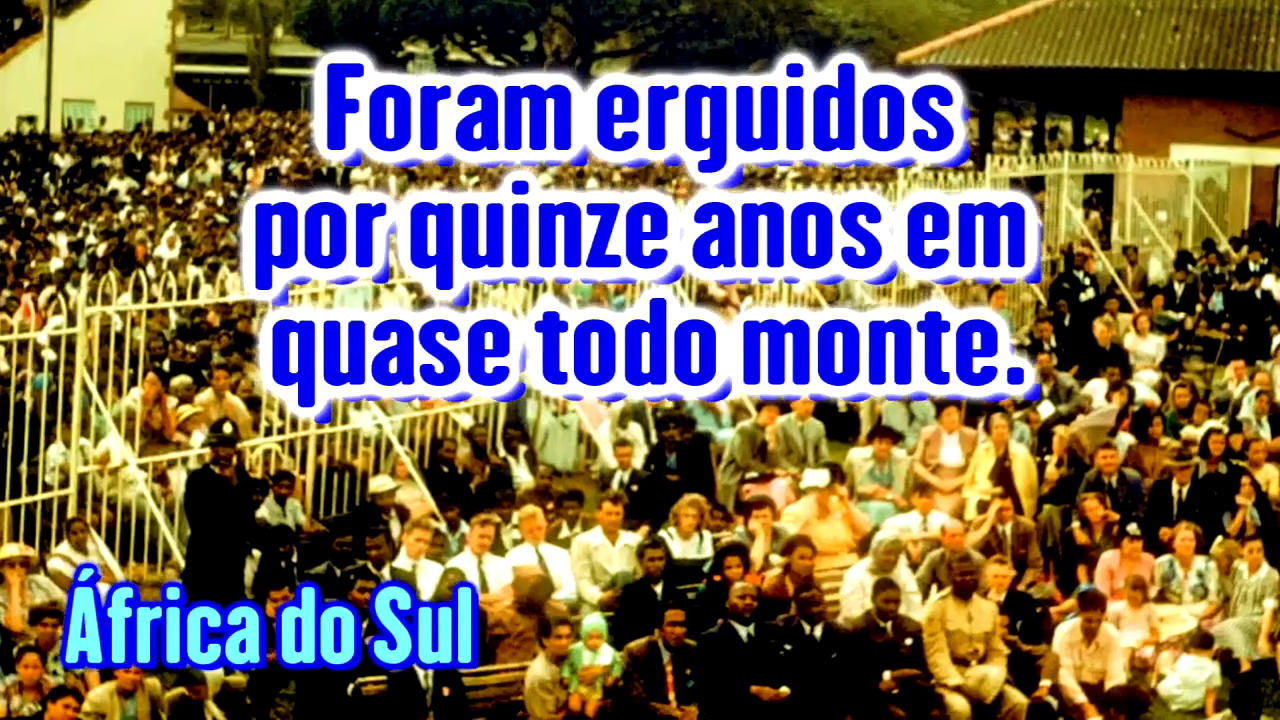 Foram erguidos
por quinze anos em
quase todo monte.
África do Sul